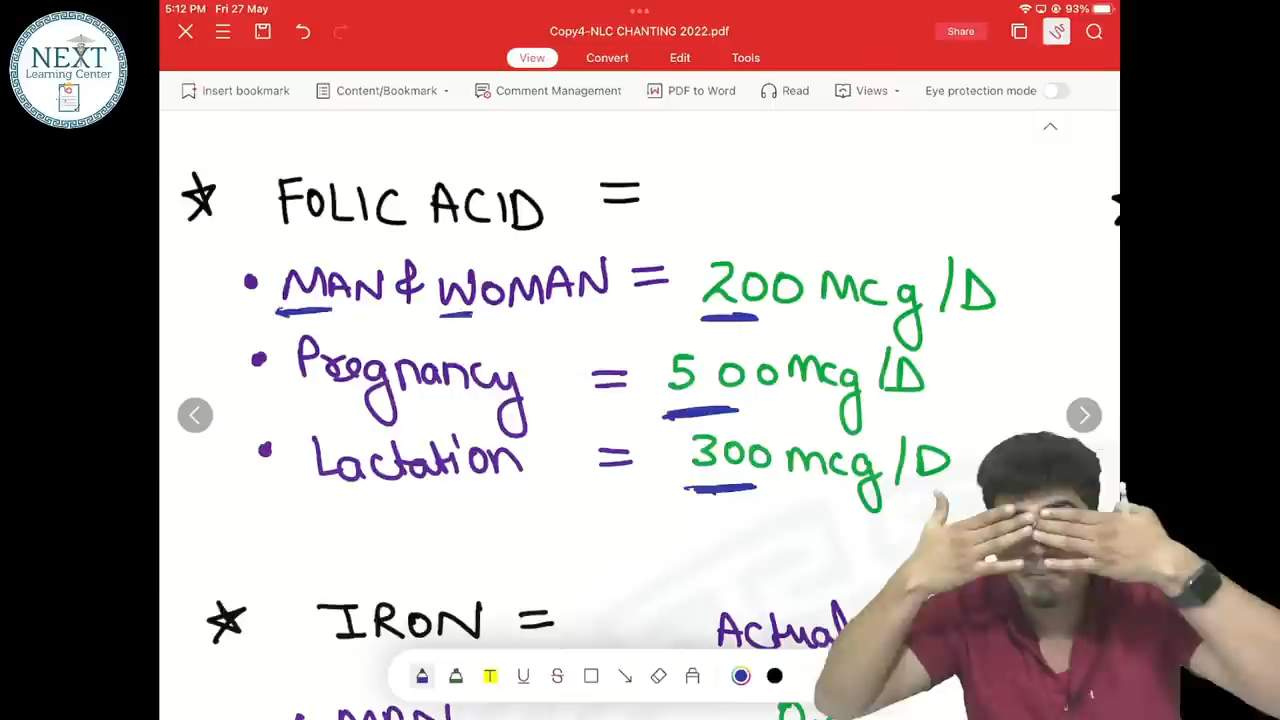 5:12 PM Fri 27 May
93%
NEXT
Learning Center
Copy4-NLC CHANTING 2022.pdf
Share
View Convert Edit Tools
Insert bookmark Content/Bookmark Comment Management PDF to Word Read Views Eye protection mode
FOLIC ACID =
• MAN & WOMAN = 200 mcg/D
• Pregnancy = 500 mcg/D
• Lactation = 300 mcg/D
IRON = Actual
T U S